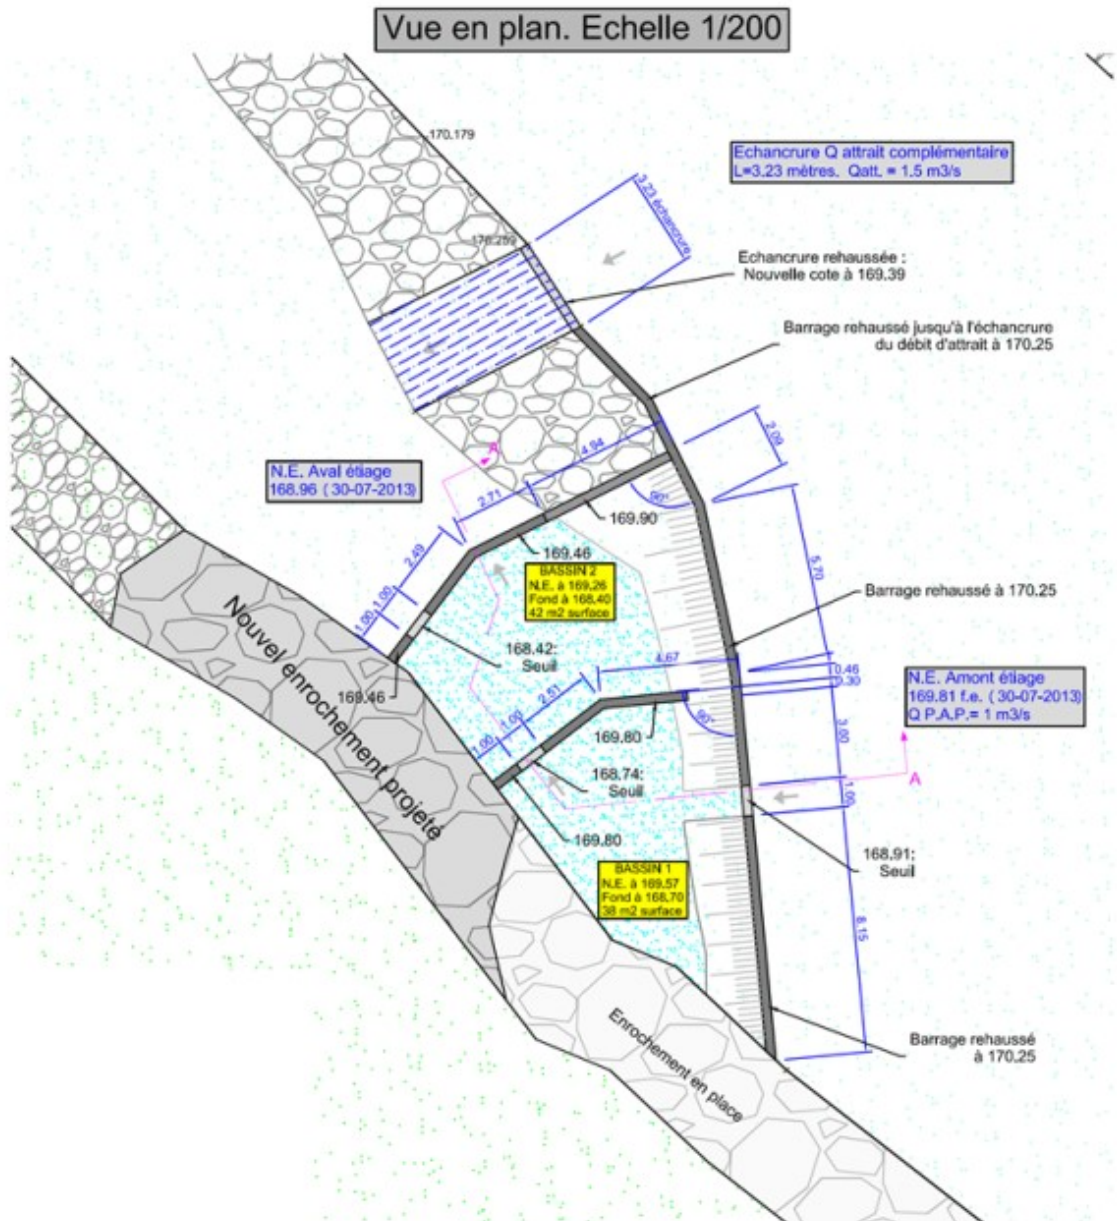 Vue en plan. Echelle 1/200
170.179
Echancrure Q attrait complémentaire
L=3.23 mètres. Qatt. = 1.5 m3/s
3.23 échancrure
Echancrure rehaussée :
Nouvelle cote à 169.39
Barrage rehaussé jusqu'à l'échancrure
du débit d'attrait à 170.25
2.09
A
4.94
N.E. Aval étiage
168.96 ( 30-07-2013)
2.71
90°
169.90
2.49
169.46
5.70
BASSIN 2
N.E. à 169,26
Fond à 168,40
42 m2 surface
Barrage rehaussé à 170.25
1.00
1.00
168.42:
Seuil
4.67
0.46
0.30
N.E. Amont étiage
169.81 f.e. ( 30-07-2013)
Q P.A.P.= 1 m3/s
169.46
2.51
90°
3.00
169.80
1.00
1.00
168.74:
Seuil
A
1.00
Nouvel enrochement projeté
169.80
168.91:
Seuil
BASSIN 1
N.E. à 169.57
Fond à 168,70
38 m2 surface
8.15
Enrochement en place
Barrage rehaussé
à 170.25